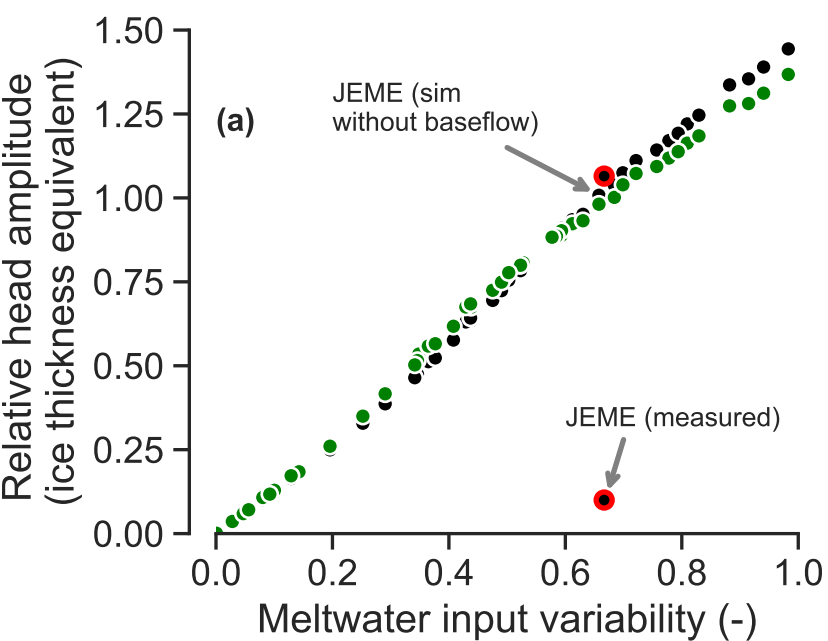 1.50
1.25
1.00
0.75
0.50
0.25
0.00
Relative head amplitude
(ice thickness equivalent)
(a)
JEME (sim
without baseflow)
JEME (measured)
0.0 0.2 0.4 0.6 0.8 1.0
Meltwater input variability (-)